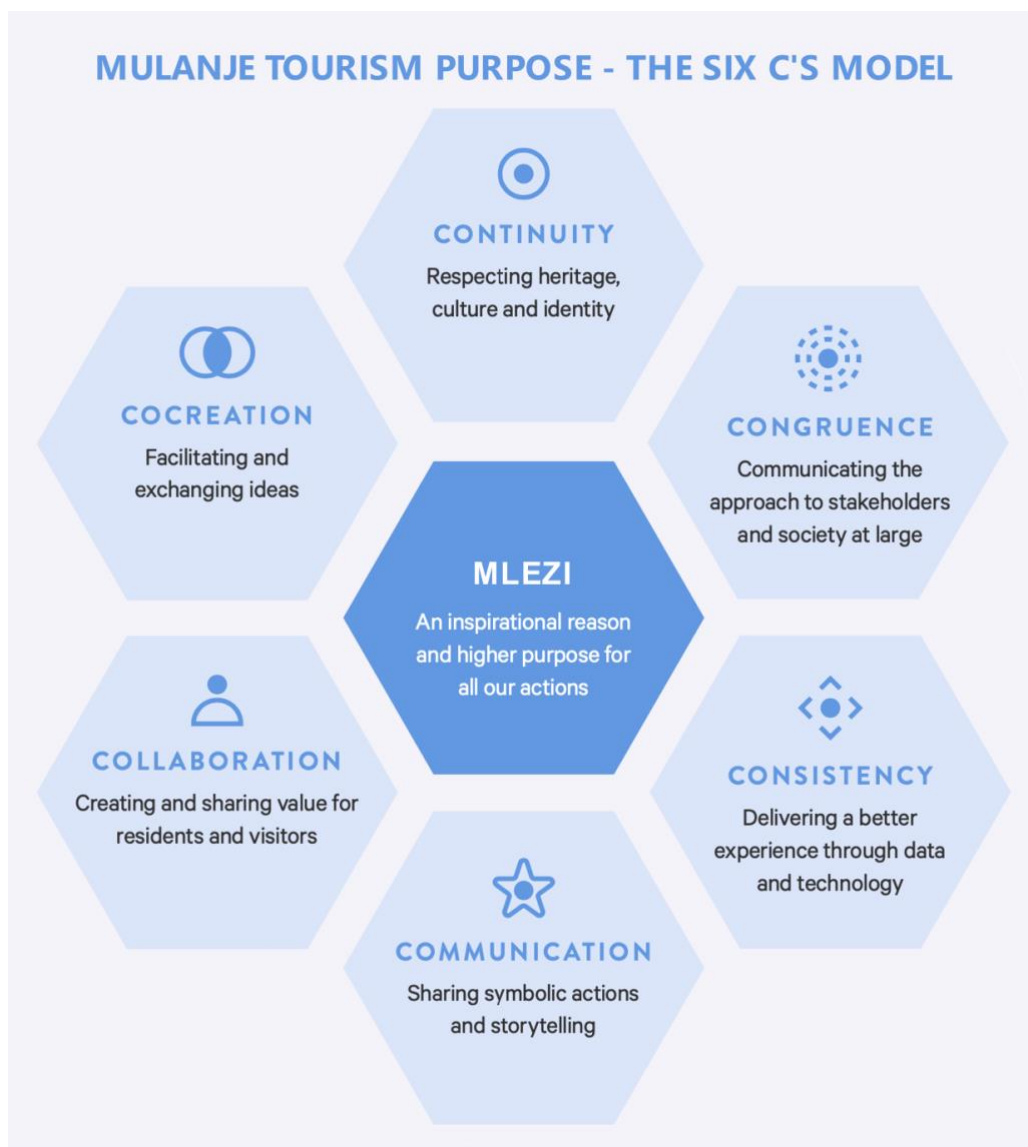 MULANJE TOURISM PURPOSE - THE SIX C'S MODEL
CONTINUITY
Respecting heritage,
culture and identity
COCREATION
Facilitating and
exchanging ideas
CONGRUENCE
Communicating the
approach to stakeholders
and society at large
MLEZI
An inspirational reason
and higher purpose for
all our actions
COLLABORATION
Creating and sharing value for
residents and visitors
CONSISTENCY
Delivering a better
experience through data
and technology
COMMUNICATION
Sharing symbolic actions
and storytelling